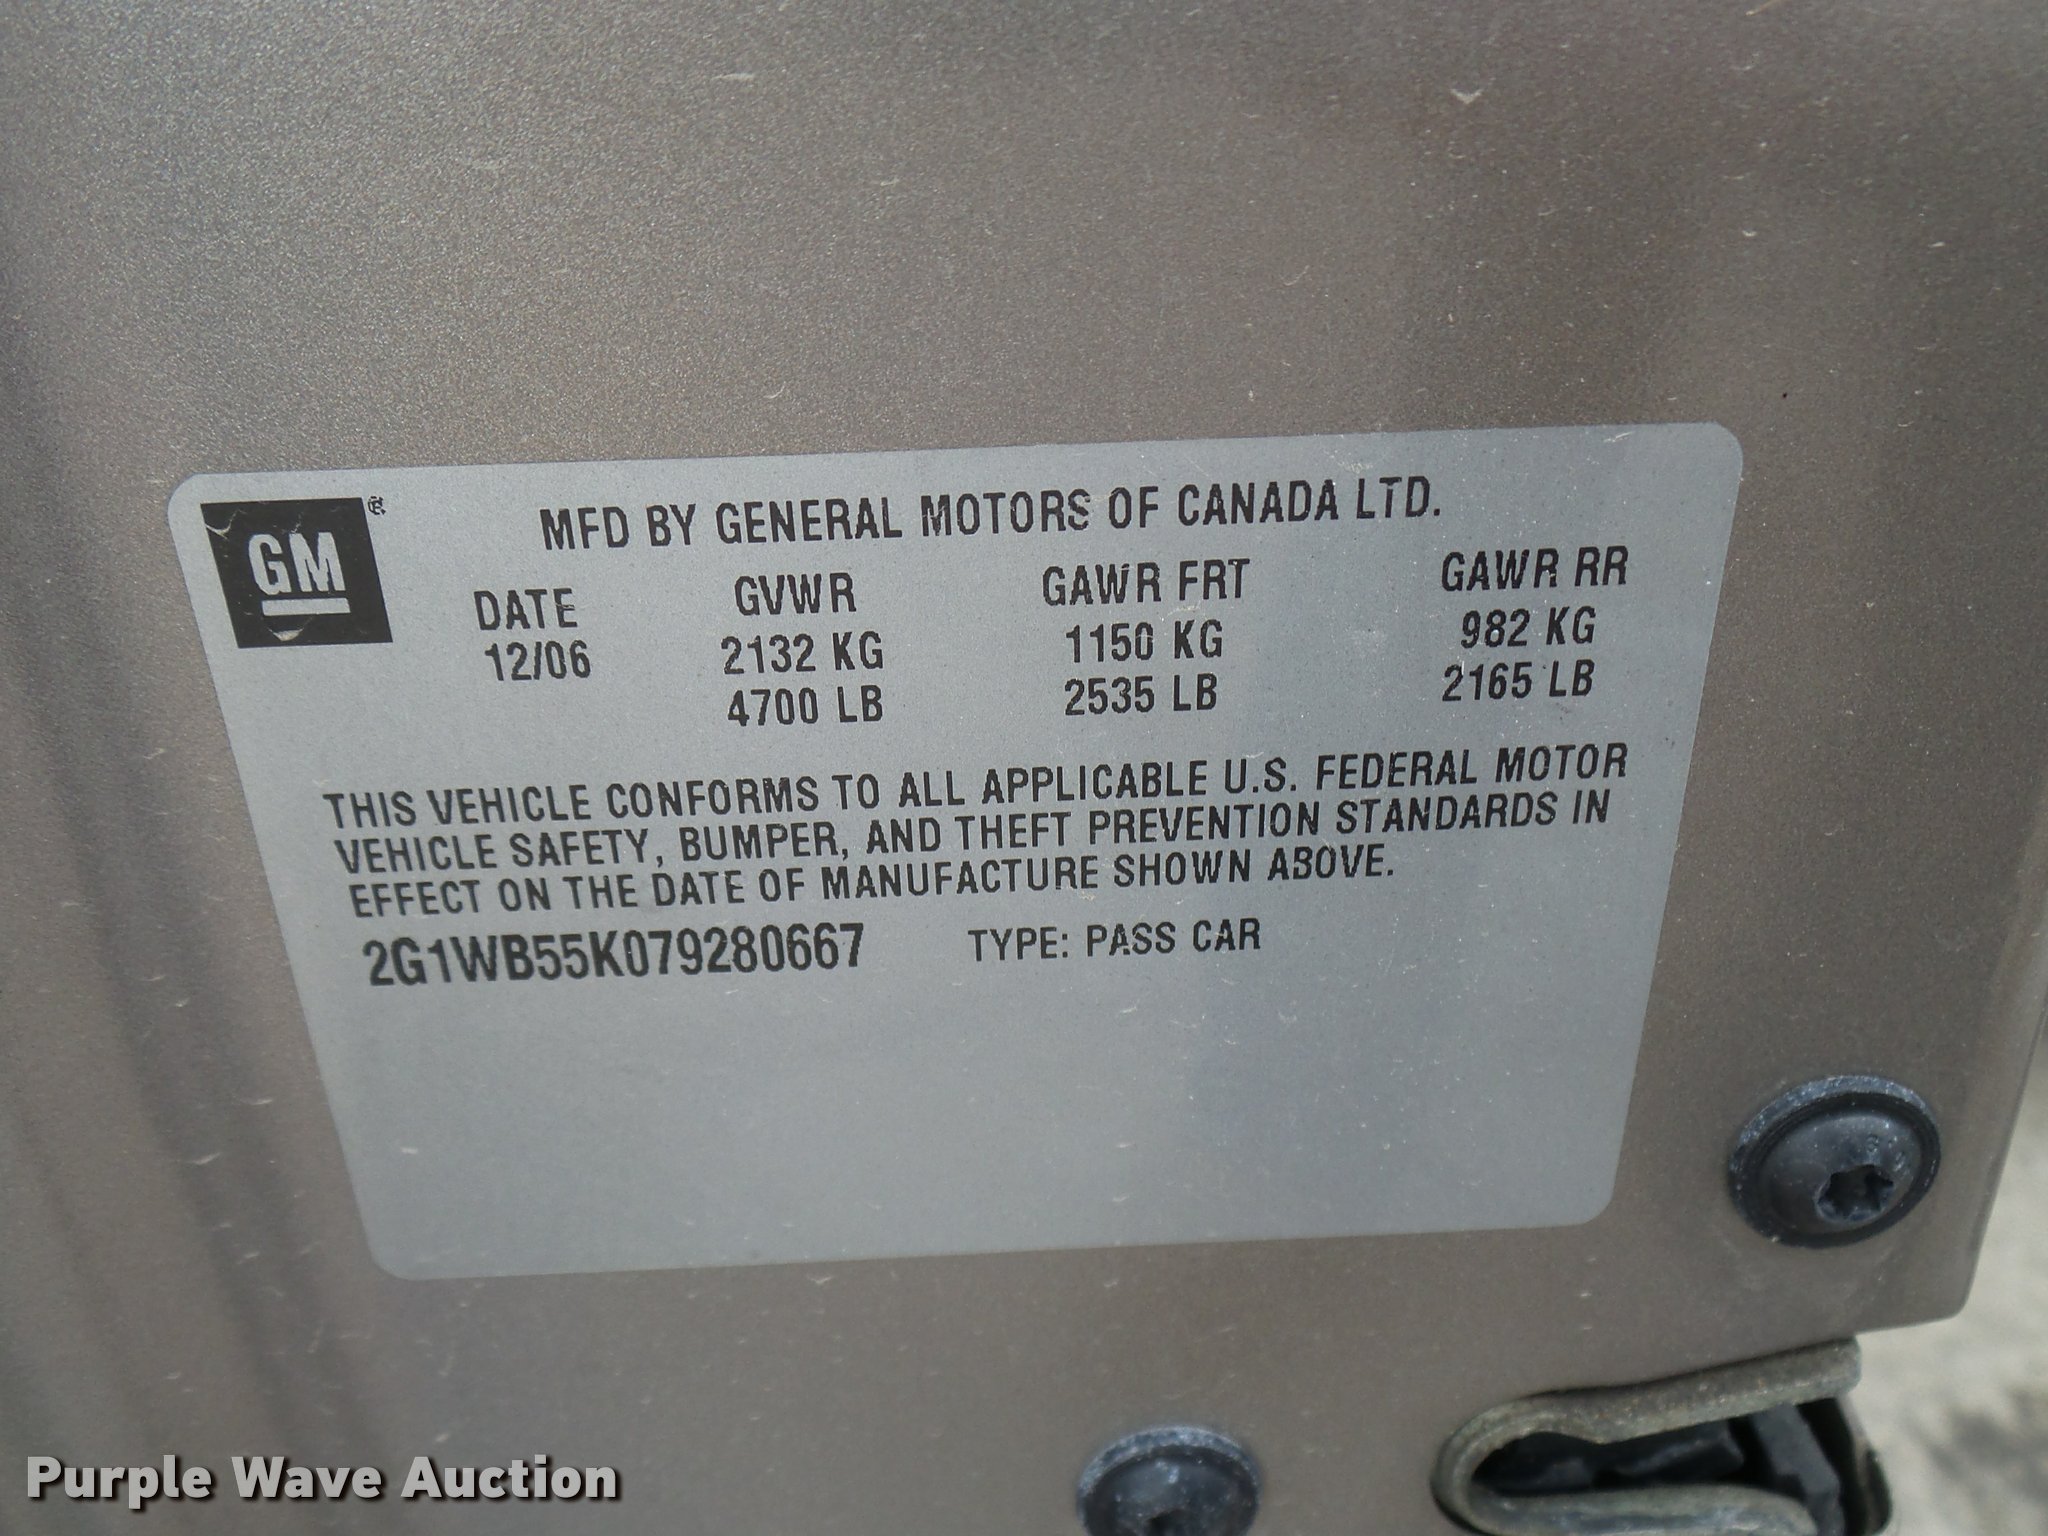 GM®
MFD BY GENERAL MOTORS OF CANADA LTD.
DATE GVWR GAWR FRT GAWR RR
12/06 2132 KG 1150 KG 982 KG
4700 LB 2535 LB 2165 LB
THIS VEHICLE CONFORMS TO ALL APPLICABLE U.S. FEDERAL MOTOR
VEHICLE SAFETY, BUMPER, AND THEFT PREVENTION STANDARDS IN
EFFECT ON THE DATE OF MANUFACTURE SHOWN ABOVE.
2G1WB55K079280667 TYPE: PASS CAR
Purple Wave Auction